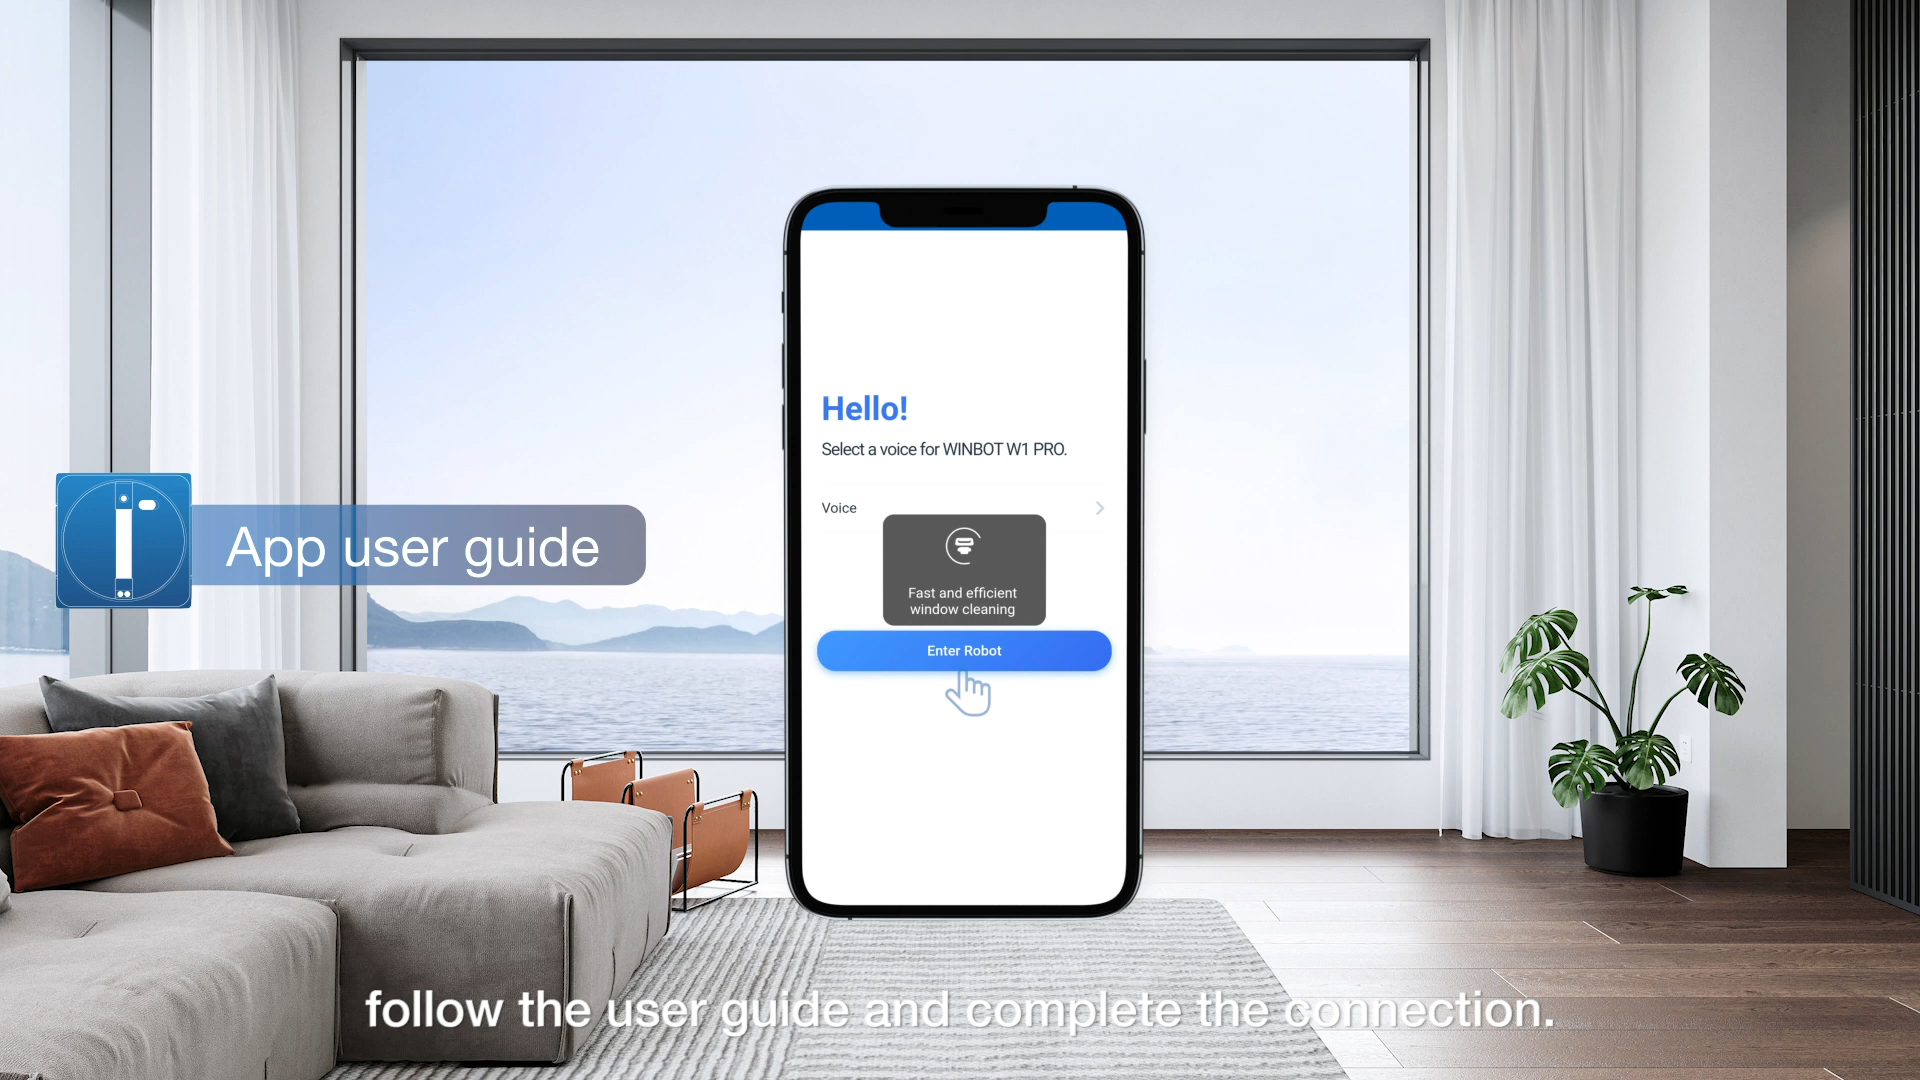 Hello!
Select a voice for WINBOT W1 PRO.
Voice
Fast and efficient
window cleaning
Enter Robot
App user guide
follow the user guide and complete the connection.